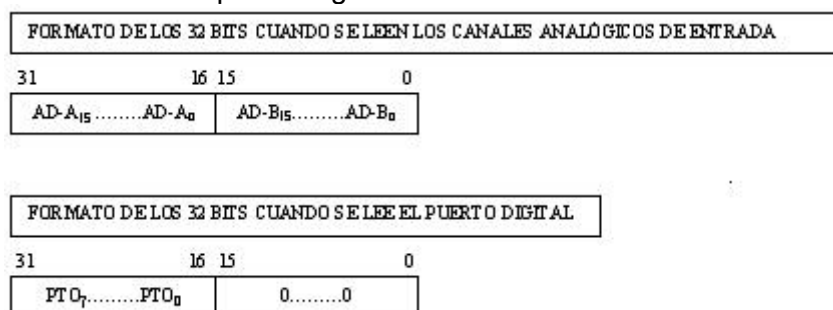 FORMATO DE LOS 32 BITS CUANDO SE LEEN LOS CANALES ANALÓGICOS DE ENTRADA
31 16 15 0
AD-A₁₅........AD-A₀ AD-B₁₅.........AD-B₀
FORMATO DE LOS 32 BITS CUANDO SE LEE EL PUERTO DIGITAL
31 16 15 0
PTO₇.........PTO₀ 0.........0